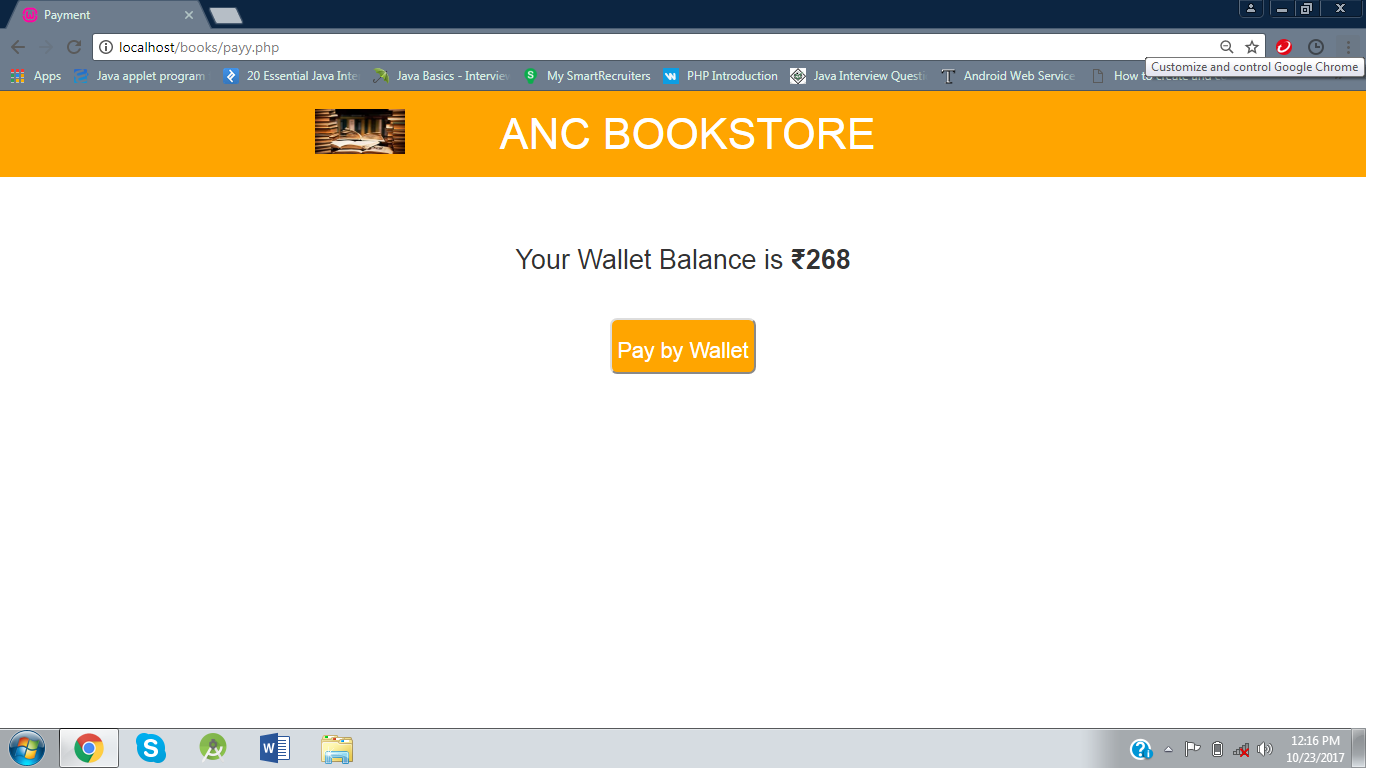 Payment
localhost/books/payy.php
Apps Java applet program 20 Essential Java Inte Java Basics - Interview My SmartRecruiters PHP Introduction Java Interview Questi Android Web Service How to create and
Customize and control Google Chrome
ANC BOOKSTORE
Your Wallet Balance is ₹268
Pay by Wallet
12:16 PM
10/23/2017